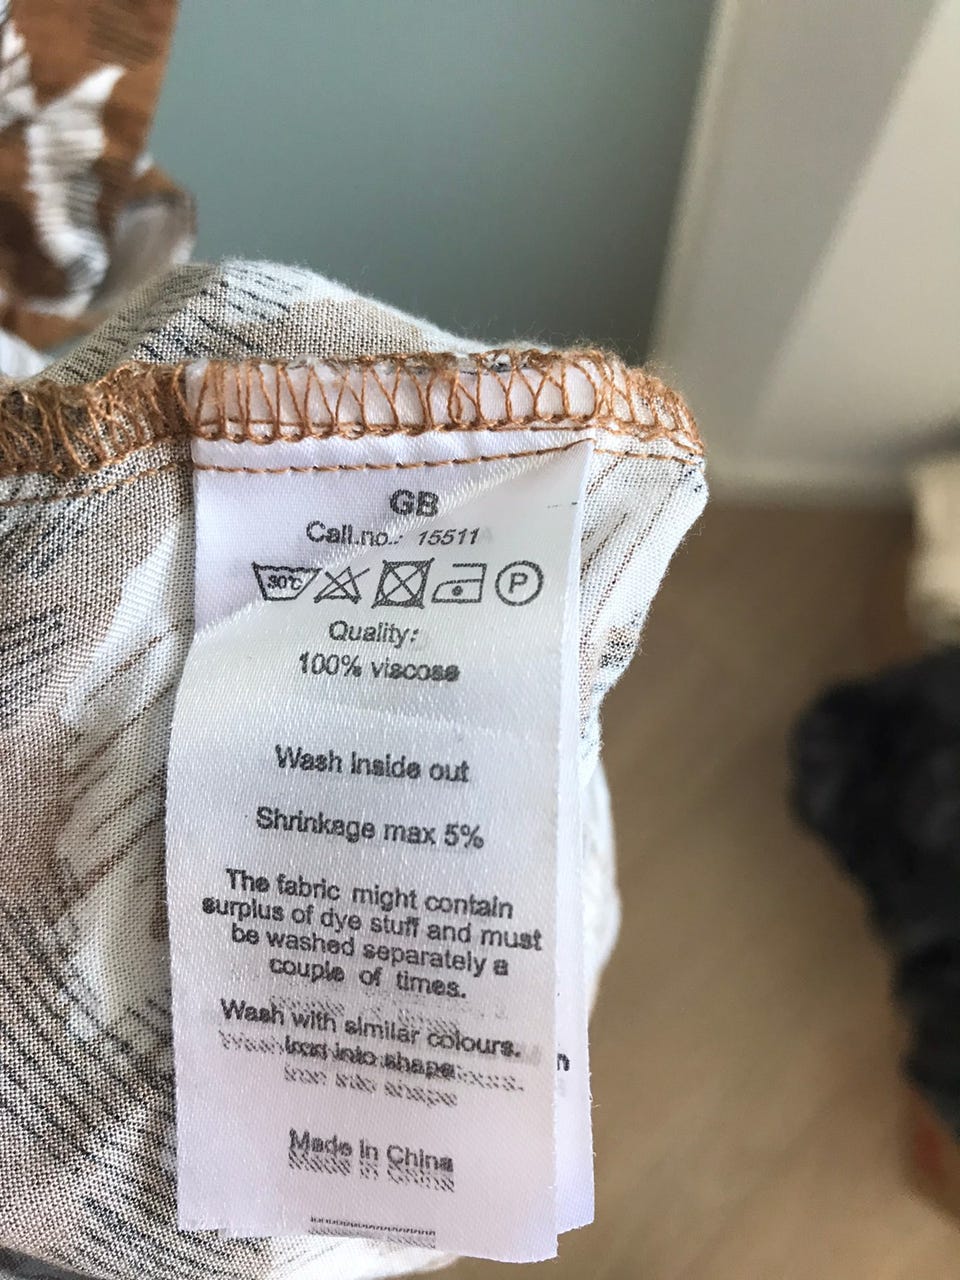 GB
Call.no.: 15511
30°C P
Quality:
100% viscose
Wash inside out
Shrinkage max 5%
The fabric might contain
surplus of dye stuff and must
be washed separately a
couple of times.
Wash with similar colours.
Iron into shape
Made in China